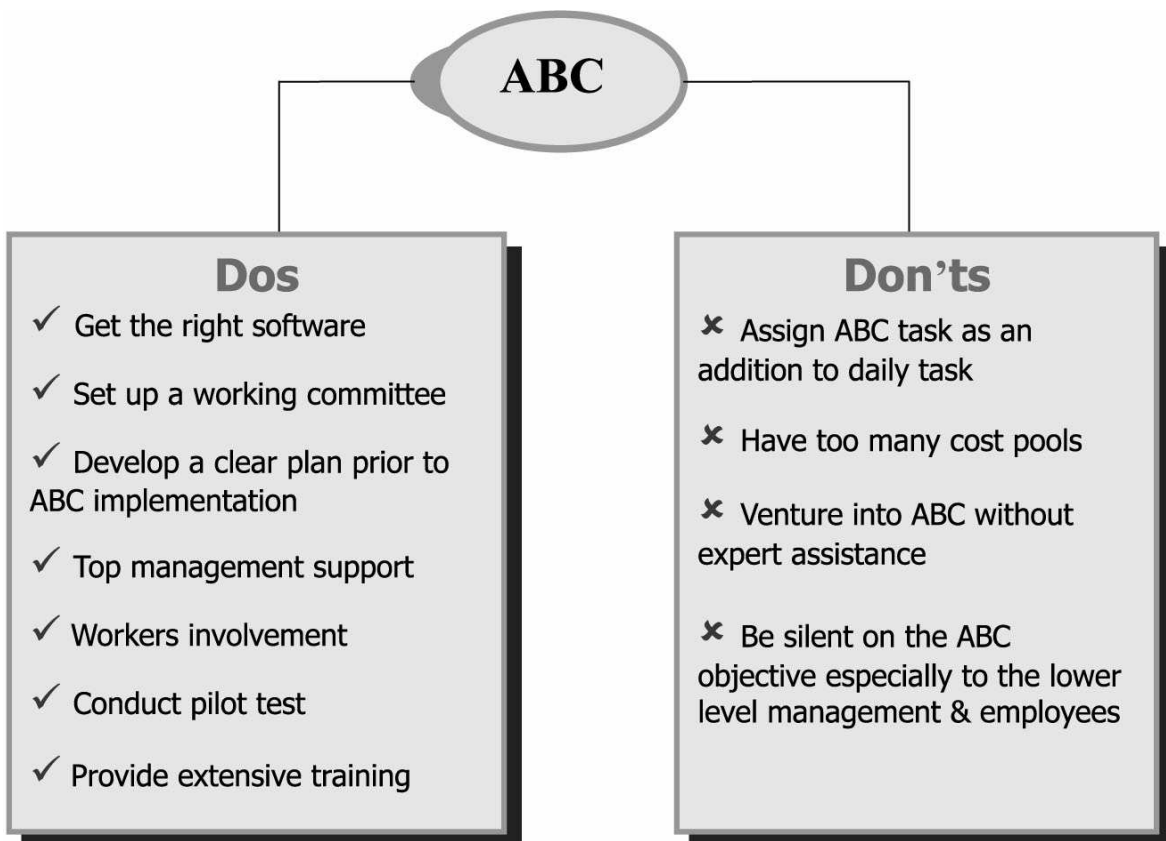 ABC
Dos
✓ Get the right software
✓ Set up a working committee
✓ Develop a clear plan prior to
ABC implementation
✓ Top management support
✓ Workers involvement
✓ Conduct pilot test
✓ Provide extensive training
Don’ts
✘ Assign ABC task as an
addition to daily task
✘ Have too many cost pools
✘ Venture into ABC without
expert assistance
✘ Be silent on the ABC
objective especially to the lower
level management & employees